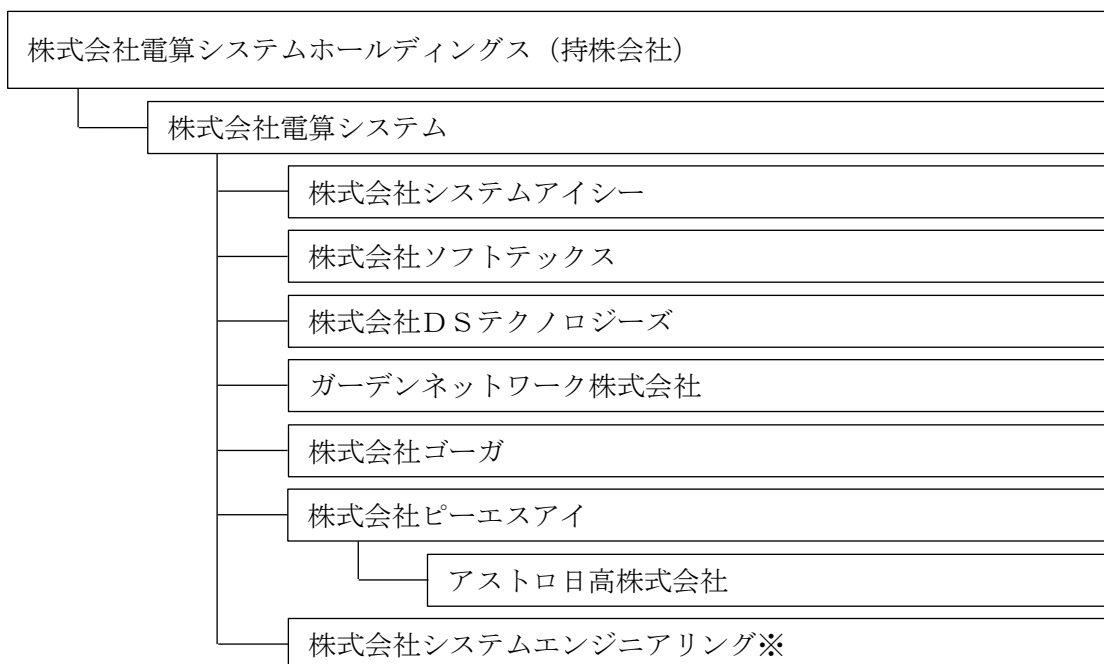 株式会社電算システムホールディングス（持株会社）
株式会社電算システム
株式会社システムアイシー
株式会社ソフトテックス
株式会社ＤＳテクノロジーズ
ガーデンネットワーク株式会社
株式会社ゴーガ
株式会社ピーエスアイ
アストロ日高株式会社
株式会社システムエンジニアリング※